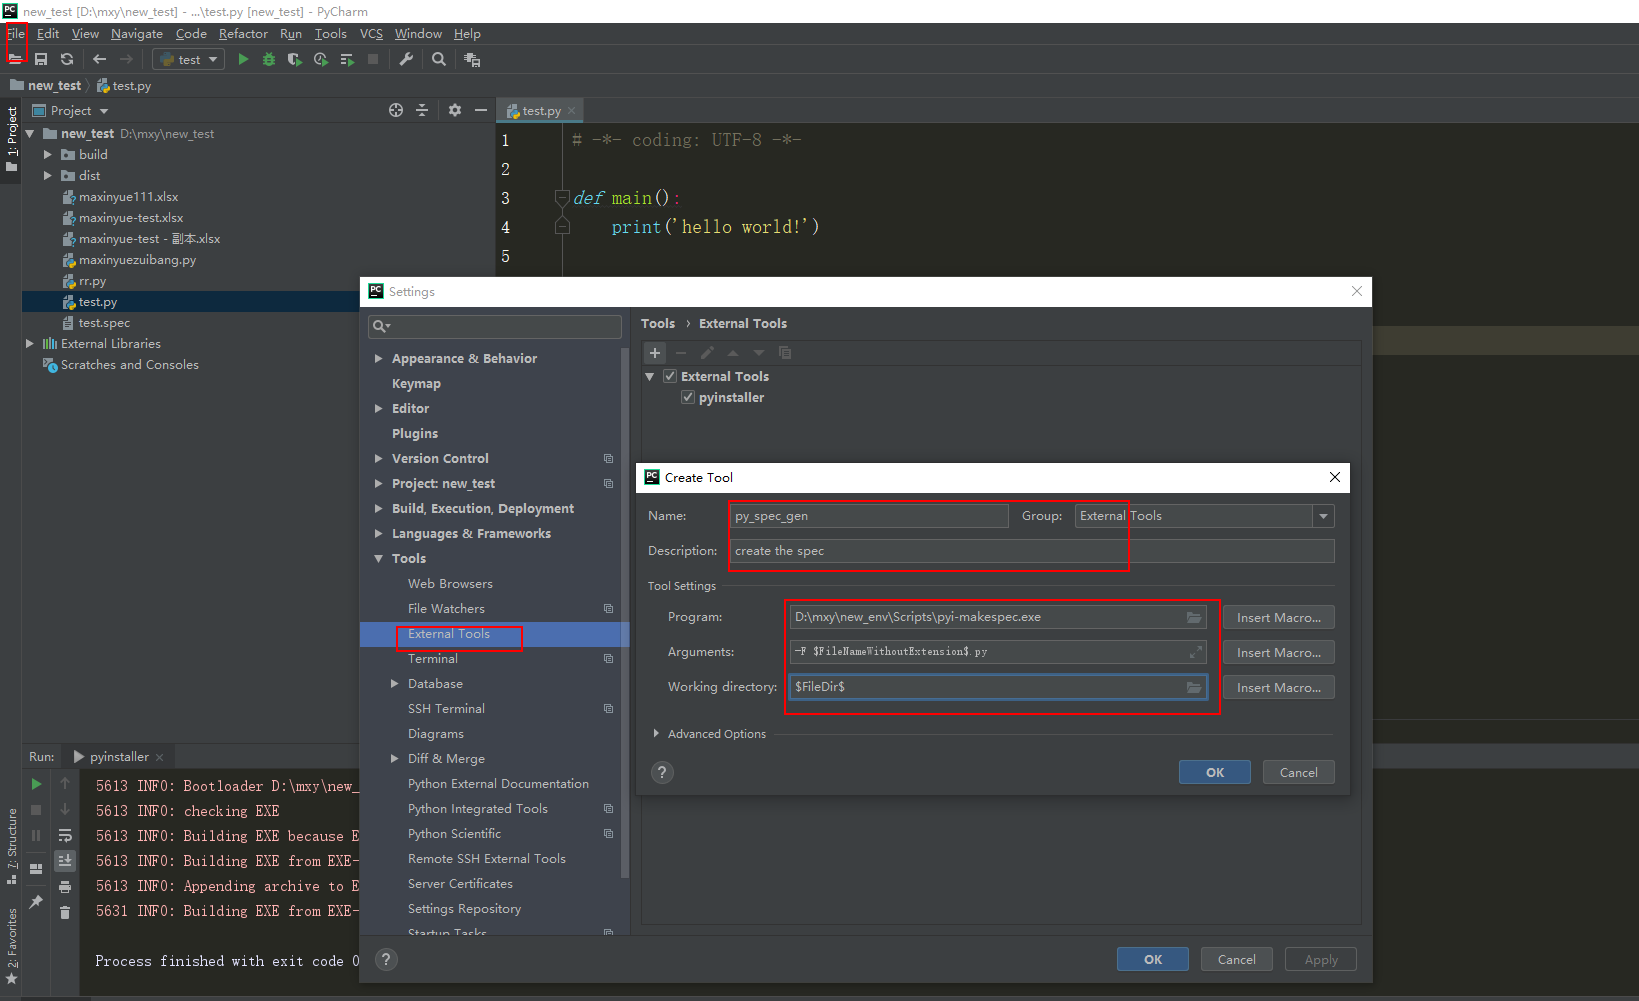 new_test [D:\mxy\new_test] - ...\test.py [new_test] - PyCharm
File Edit View Navigate Code Refactor Run Tools VCS Window Help
test
new_test test.py
Project
test.py
1: Project
new_test D:\mxy\new_test
build
dist
maxinyue111.xlsx
maxinyue-test.xlsx
maxinyue-test - 副本.xlsx
maxinyuezuibang.py
rr.py
test.py
test.spec
External Libraries
Scratches and Consoles
1 # -*- coding: UTF-8 -*-
2
3 def main():
4 print('hello world!')
5
Settings
Appearance & Behavior
Keymap
Editor
Plugins
Version Control
Project: new_test
Build, Execution, Deployment
Languages & Frameworks
Tools
Web Browsers
File Watchers
External Tools
Terminal
Database
SSH Terminal
Diagrams
Diff & Merge
Python External Documentation
Python Integrated Tools
Python Scientific
Remote SSH External Tools
Server Certificates
Settings Repository
Startup Tasks
Tools › External Tools
External Tools
pyinstaller
Create Tool
Name: py_spec_gen Group: External Tools
Description: create the spec
Tool Settings
Program: D:\mxy\new_env\Scripts\pyi-makespec.exe Insert Macro...
Arguments: -F $FileNameWithoutExtension$.py Insert Macro...
Working directory: $FileDir$ Insert Macro...
Advanced Options
? OK Cancel
? OK Cancel Apply
Run: pyinstaller
5613 INFO: Bootloader D:\mxy\new_
5613 INFO: checking EXE
5613 INFO: Building EXE because E
5613 INFO: Building EXE from EXE-
5613 INFO: Appending archive to E
5631 INFO: Building EXE from EXE-
Process finished with exit code 0
7: Structure
2: Favorites